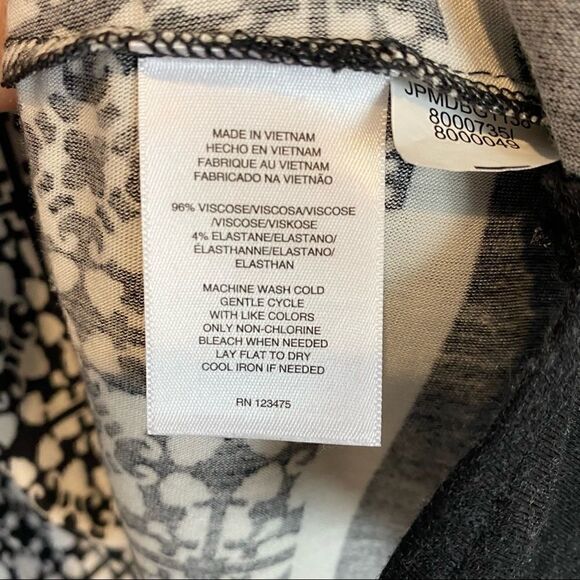 MADE IN VIETNAM
HECHO EN VIETNAM
FABRIQUE AU VIETNAM
FABRICADO NA VIETNÃO
96% VISCOSE/VISCOSA/VISCOSE
/VISCOSE/VISKOSE
4% ELASTANE/ELASTANO/
ÉLASTHANNE/ELASTANO/
ELASTHAN
MACHINE WASH COLD
GENTLE CYCLE
WITH LIKE COLORS
ONLY NON-CHLORINE
BLEACH WHEN NEEDED
LAY FLAT TO DRY
COOL IRON IF NEEDED
RN 123475
8000735/
8000049